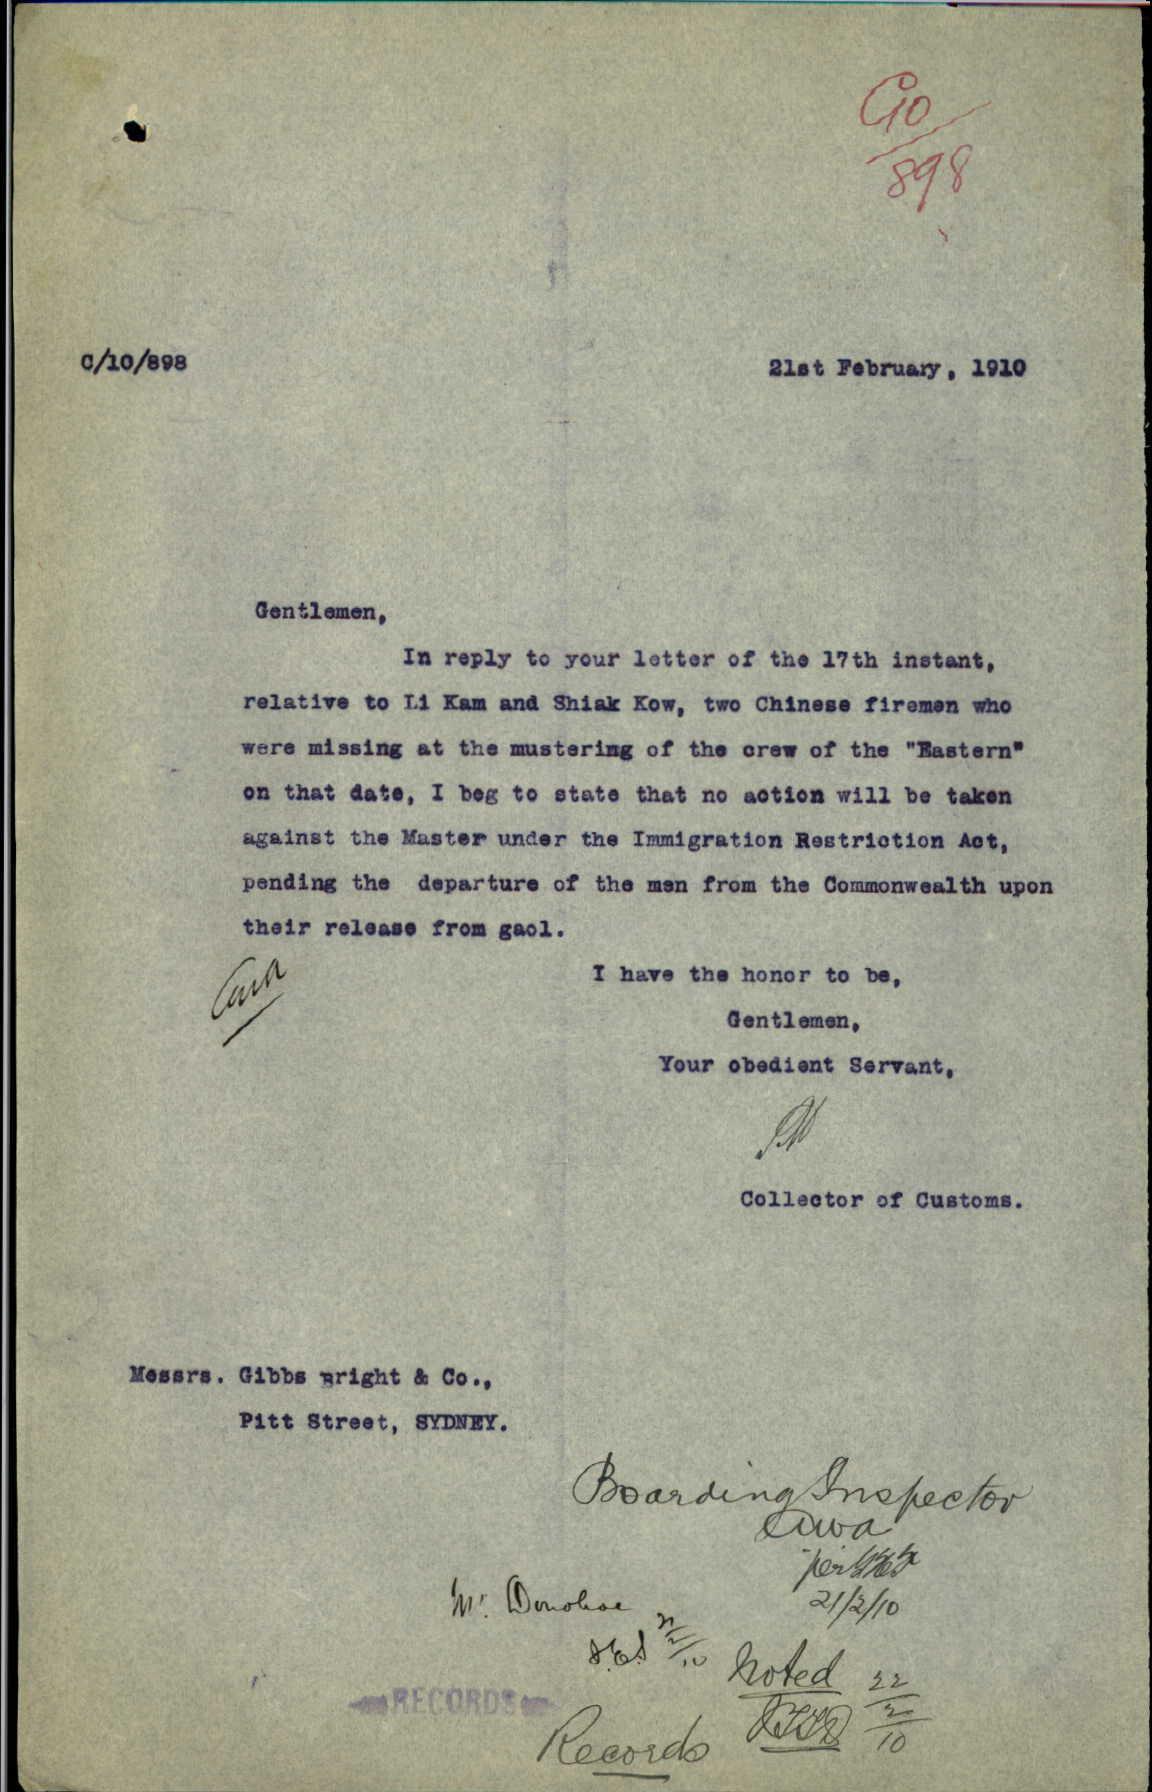 C10
898
C/10/898
21st February, 1910
Gentlemen,
In reply to your letter of the 17th instant,
relative to Li Kam and Shiak Kow, two Chinese firemen who
were missing at the mustering of the crew of the "Eastern"
on that date, I beg to state that no action will be taken
against the Master under the Immigration Restriction Act,
pending the departure of the men from the Commonwealth upon
their release from gaol.
I have the honor to be,
Gentlemen,
Your obedient Servant,
Collector of Customs.
Messrs. Gibbs Bright & Co.,
Pitt Street, SYDNEY.
Boarding Inspector
per
21/2/10
Mr. Donohoe
Noted 22/2/10
RECORDS
Records